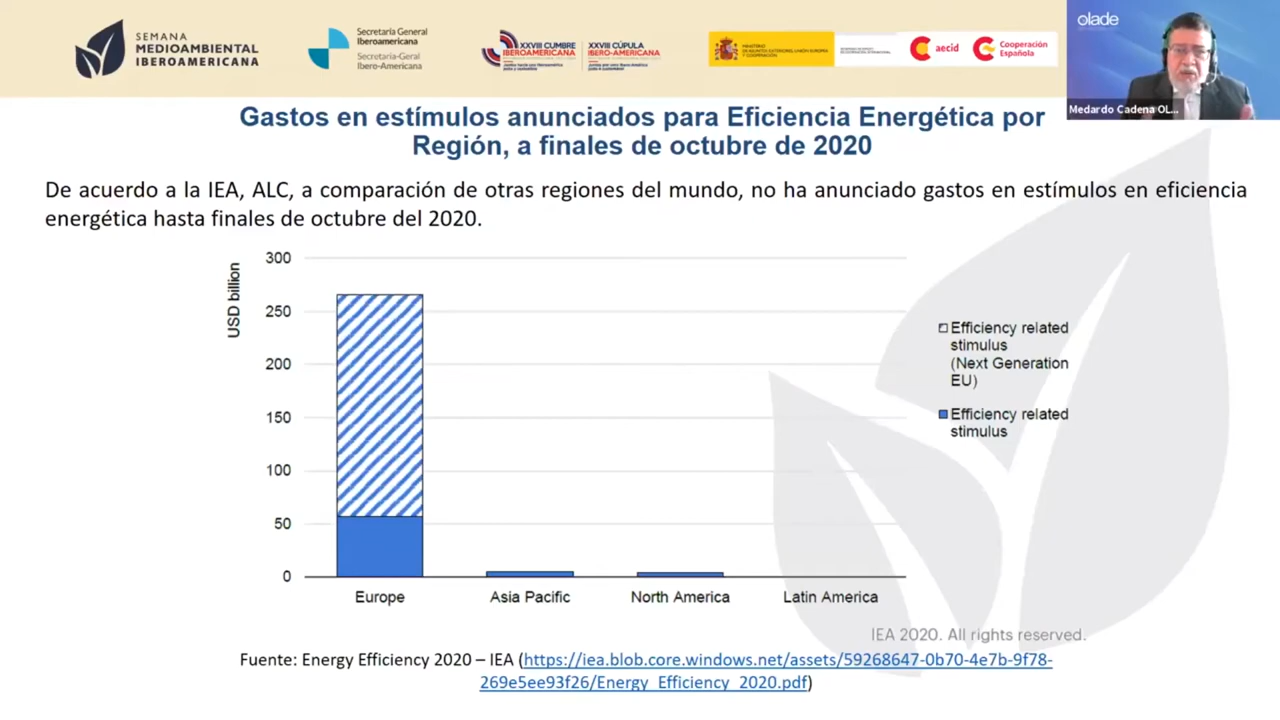 SEMANA
MEDIOAMBIENTAL
IBEROAMERICANA
Secretaría General
Iberoamericana
Secretaria-Geral
Ibero-Americana
XXVIII CUMBRE
IBEROAMERICANA
XXVIII CÚPULA
IBERO-AMERICANA
aecid
Cooperación
Española
olade
Medardo Cadena OL...
Gastos en estímulos anunciados para Eficiencia Energética por
Región, a finales de octubre de 2020
De acuerdo a la IEA, ALC, a comparación de otras regiones del mundo, no ha anunciado gastos en estímulos en eficiencia
energética hasta finales de octubre del 2020.
USD billion
300
250
200
150
100
50
0
Europe
Asia Pacific
North America
Latin America
Efficiency related
stimulus
(Next Generation
EU)
Efficiency related
stimulus
IEA 2020. All rights reserved.
Fuente: Energy Efficiency 2020 – IEA (https://iea.blob.core.windows.net/assets/59268647-0b70-4e7b-9f78-
269e5ee93f26/Energy_Efficiency_2020.pdf)